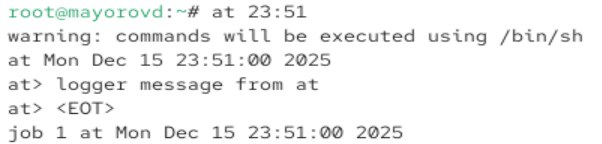 root@mayorovd:~# at 23:51
warning: commands will be executed using /bin/sh
at Mon Dec 15 23:51:00 2025
at> logger message from at
at> <EOT>
job 1 at Mon Dec 15 23:51:00 2025